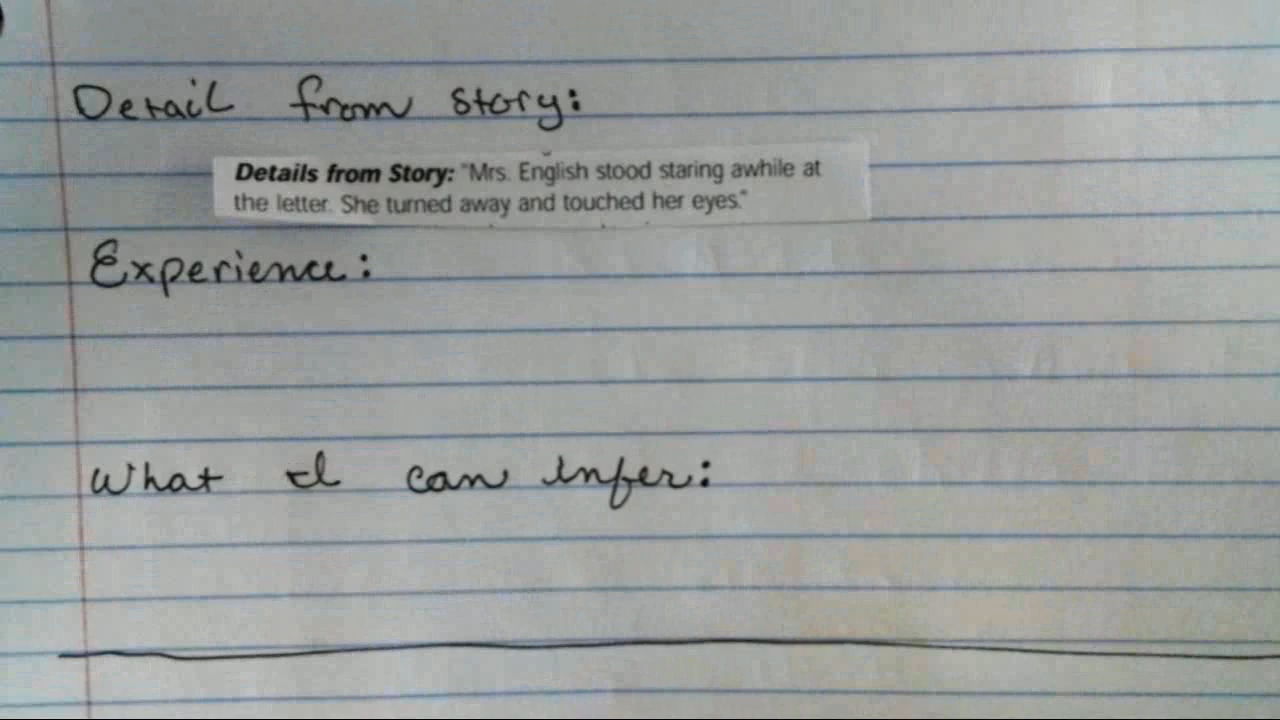 Detail from story:
Details from Story: "Mrs. English stood staring awhile at
the letter. She turned away and touched her eyes."
Experience:
What I can infer: